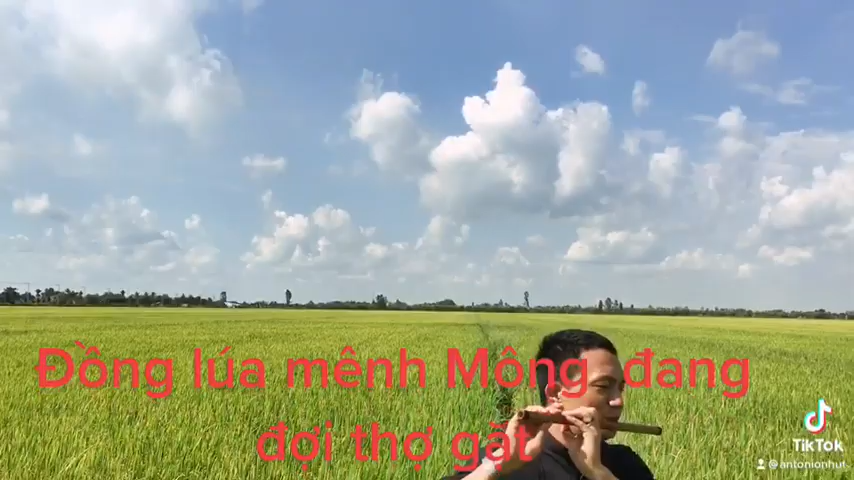 Đồng lúa mênh Mông đang
đợi thợ gặt
TikTok
@antonionhut